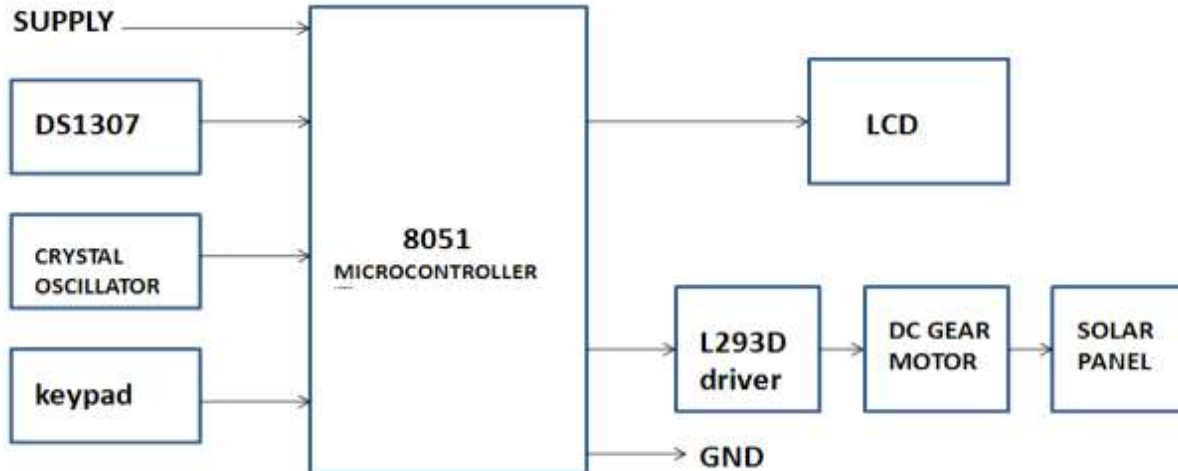 SUPPLY
DS1307
CRYSTAL
OSCILLATOR
keypad
8051
MICROCONTROLLER
LCD
L293D
driver
DC GEAR
MOTOR
SOLAR
PANEL
GND